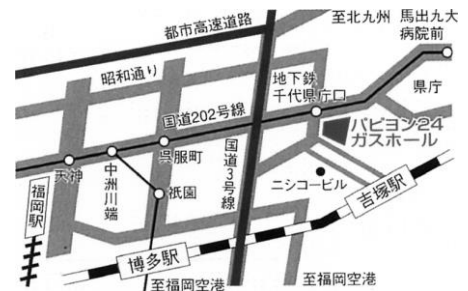 至北九州
馬出九大
病院前
都市高速道路
昭和通り
地下鉄
千代県庁口
県庁
国道202号線
パピヨン24
ガスホール
呉服町
天神
中洲川端
国道3号線
ニシコービル
福岡駅
祇園
吉塚駅
博多駅
至福岡空港
至福岡空港